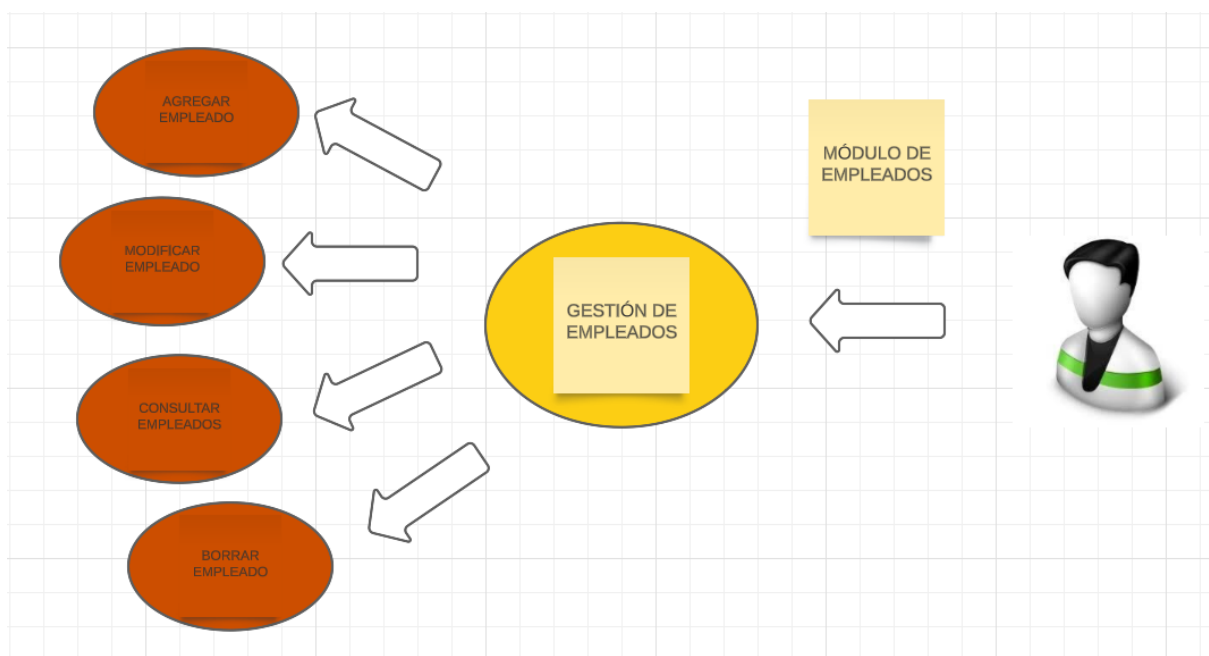 AGREGAR
EMPLEADO
MÓDULO DE
EMPLEADOS
MODIFICAR
EMPLEADO
GESTIÓN DE
EMPLEADOS
CONSULTAR
EMPLEADOS
BORRAR
EMPLEADO